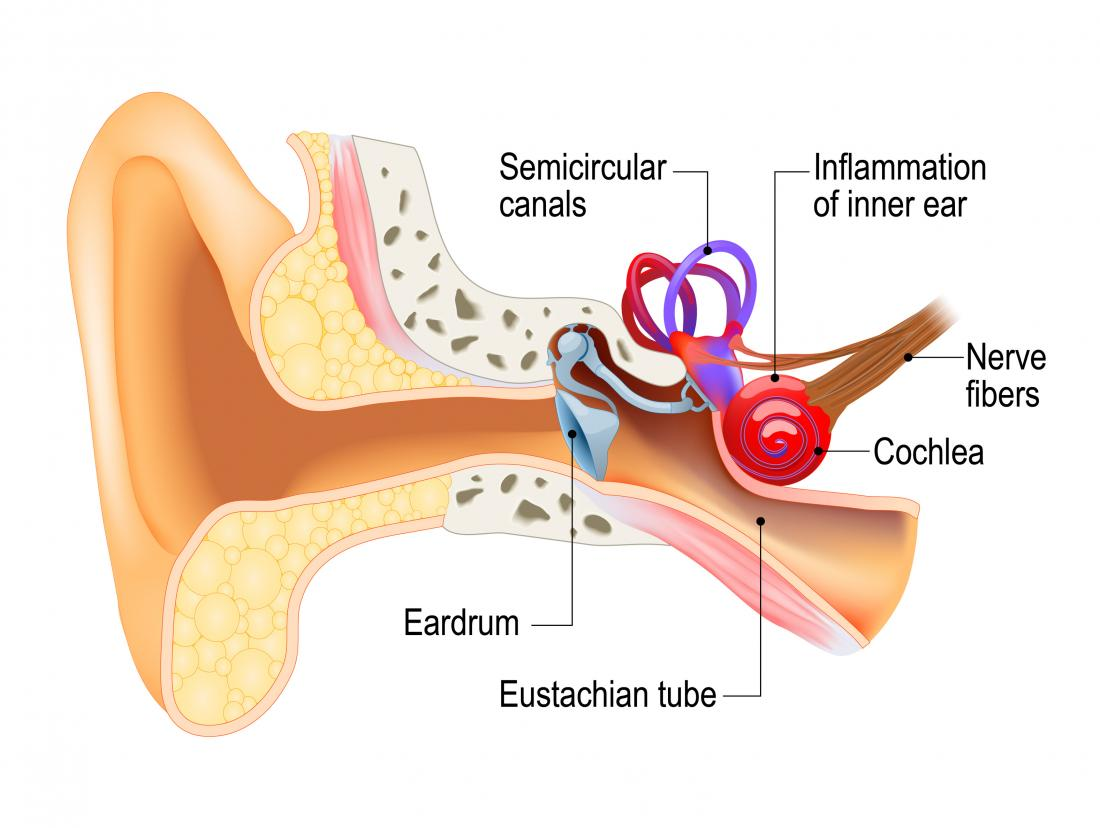 Semicircular
canals
Inflammation
of inner ear
Nerve
fibers
Cochlea
Eardrum
Eustachian tube